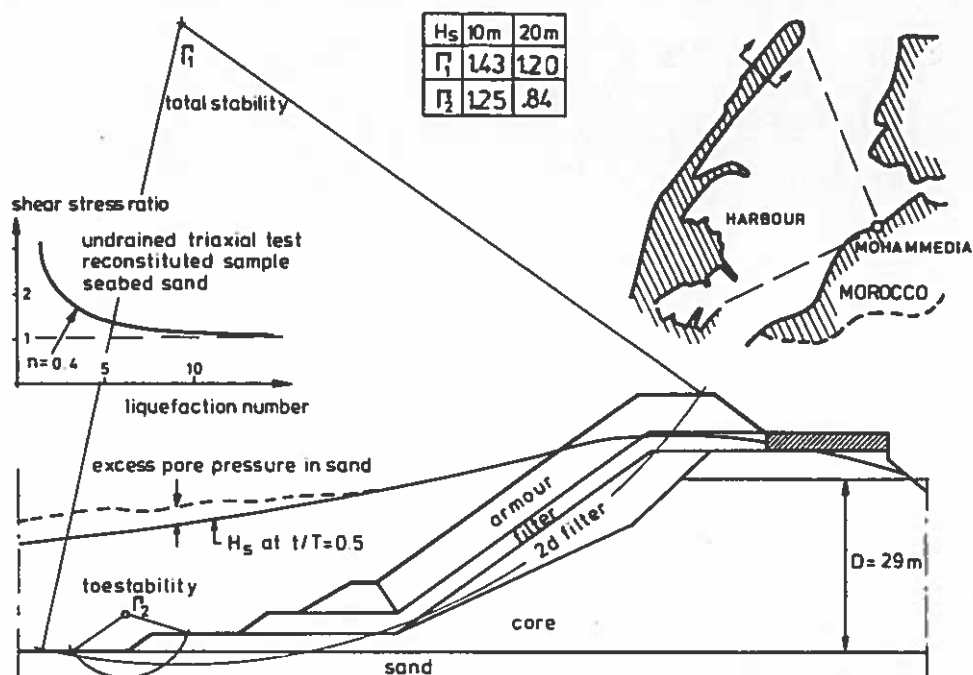 Γ₁
total stability
Hs 10m 20m
Γ₁ 1.43 1.20
Γ₂ 1.25 .84
HARBOUR
MOHAMMEDIA
MOROCCO
shear stress ratio
undrained triaxial test
reconstituted sample
seabed sand
2
1
n=0.4
5
10
liquefaction number
excess pore pressure in sand
Hs at t/T=0.5
armour
filter
2d filter
D=29m
toestability
Γ₂
core
sand